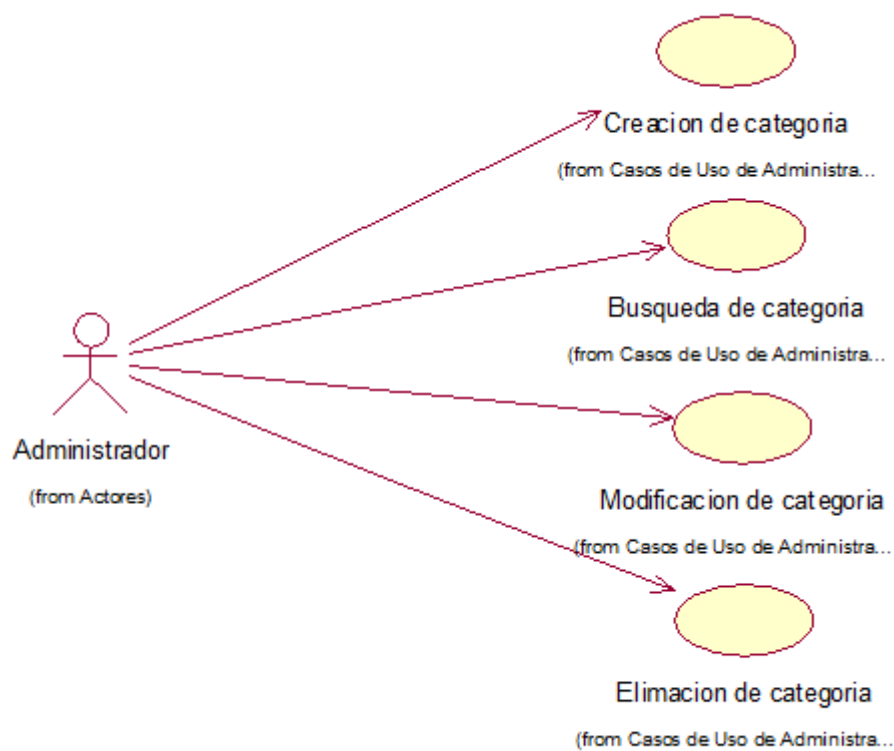 Creacion de categoria
(from Casos de Uso de Administra...
Busqueda de categoria
(from Casos de Uso de Administra...
Administrador
(from Actores)
Modificacion de categoria
(from Casos de Uso de Administra...
Elimacion de categoria
(from Casos de Uso de Administra...